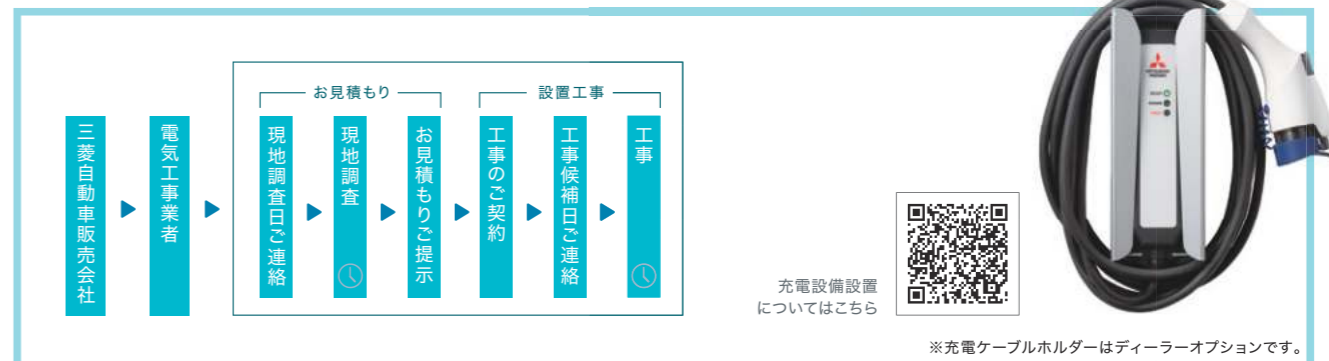 お見積もり
設置工事
三菱自動車販売会社
電気工事業者
現地調査日ご連絡
現地調査
お見積もりご提示
工事のご契約
工事候補日ご連絡
工事
充電設備設置
についてはこちら
※充電ケーブルホルダーはディーラーオプションです。